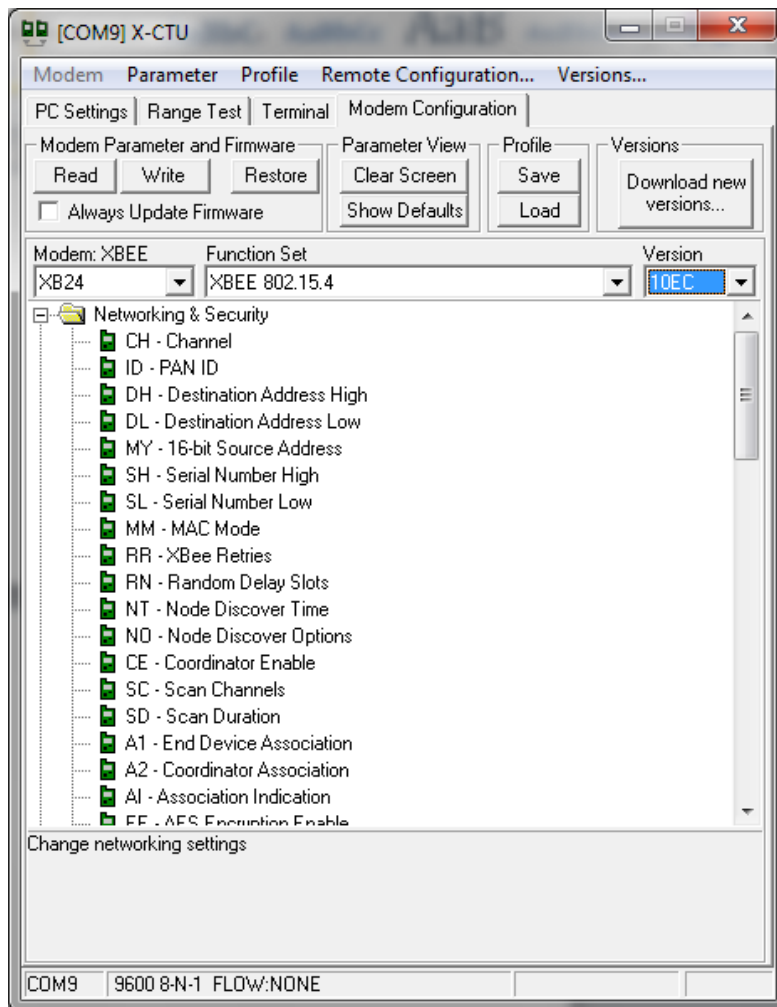 [COM9] X-CTU
Modem Parameter Profile Remote Configuration... Versions...
PC Settings Range Test Terminal Modem Configuration
Modem Parameter and Firmware Parameter View Profile Versions
Read Write Restore Clear Screen Save Download new versions...
Always Update Firmware Show Defaults Load
Modem: XBEE Function Set Version
XB24 XBEE 802.15.4 10EC
Networking & Security
CH - Channel
ID - PAN ID
DH - Destination Address High
DL - Destination Address Low
MY - 16-bit Source Address
SH - Serial Number High
SL - Serial Number Low
MM - MAC Mode
RR - XBee Retries
RN - Random Delay Slots
NT - Node Discover Time
NO - Node Discover Options
CE - Coordinator Enable
SC - Scan Channels
SD - Scan Duration
A1 - End Device Association
A2 - Coordinator Association
AI - Association Indication
EE - AES Encryption Enable
Change networking settings
COM9 9600 8-N-1 FLOW:NONE